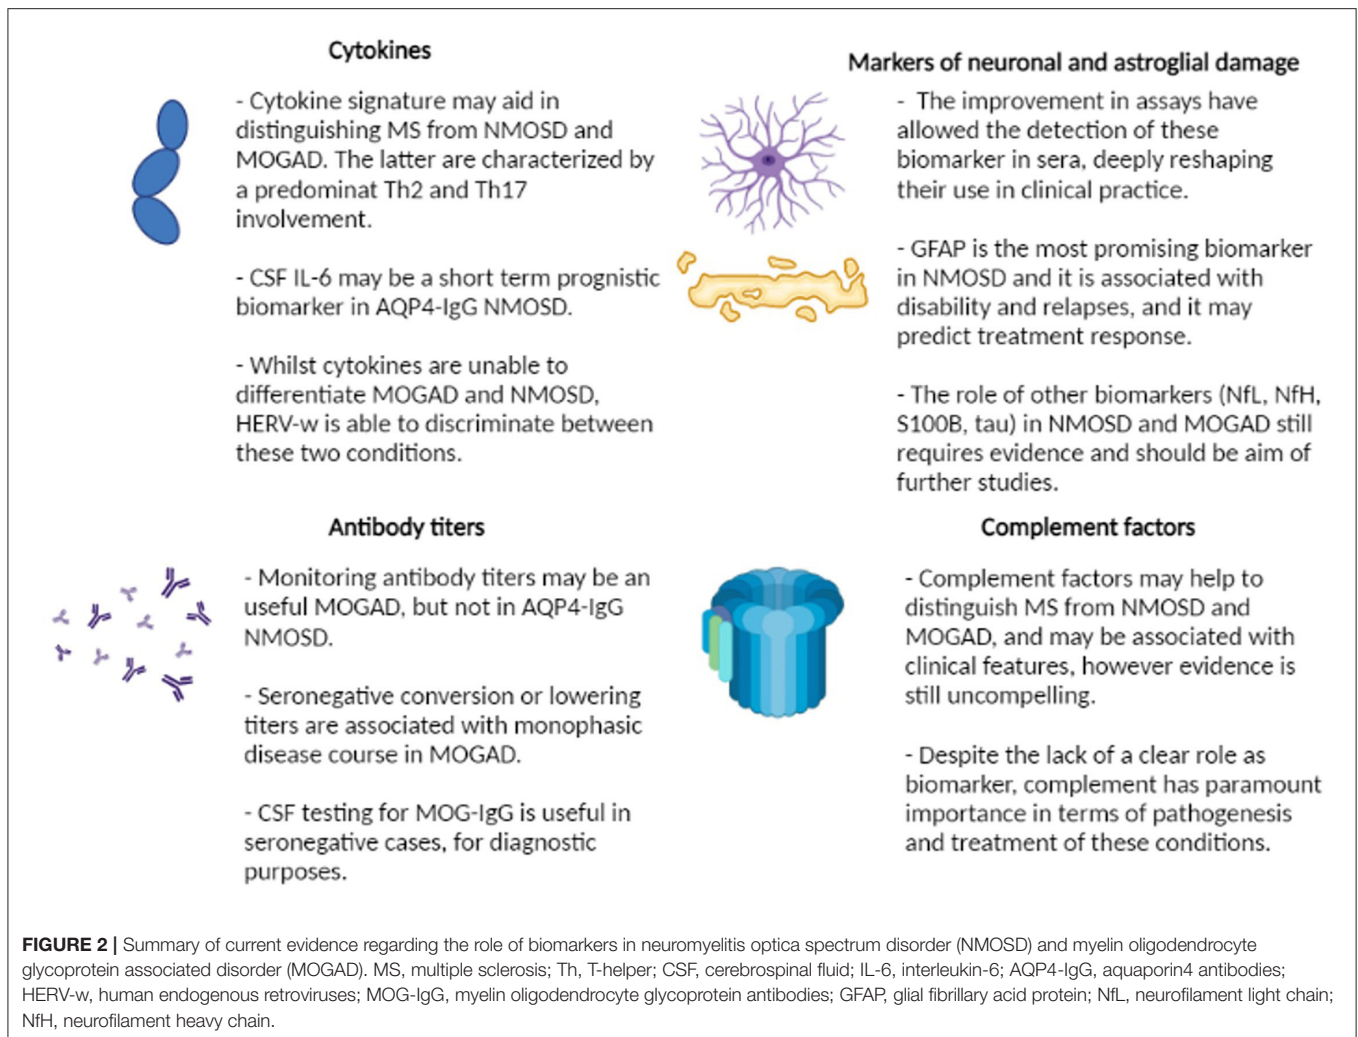 Cytokines
- Cytokine signature may aid in
distinguishing MS from NMOSD and
MOGAD. The latter are characterized by
a predominat Th2 and Th17
involvement.
- CSF IL-6 may be a short term prognistic
biomarker in AQP4-IgG NMOSD.
- Whilst cytokines are unable to
differentiate MOGAD and NMOSD,
HERV-w is able to discriminate between
these two conditions.
Markers of neuronal and astroglial damage
- The improvement in assays have
allowed the detection of these
biomarker in sera, deeply reshaping
their use in clinical practice.
- GFAP is the most promising biomarker
in NMOSD and it is associated with
disability and relapses, and it may
predict treatment response.
- The role of other biomarkers (NfL, NfH,
S100B, tau) in NMOSD and MOGAD still
requires evidence and should be aim of
further studies.
Antibody titers
- Monitoring antibody titers may be an
useful MOGAD, but not in AQP4-IgG
NMOSD.
- Seronegative conversion or lowering
titers are associated with monophasic
disease course in MOGAD.
- CSF testing for MOG-IgG is useful in
seronegative cases, for diagnostic
purposes.
Complement factors
- Complement factors may help to
distinguish MS from NMOSD and
MOGAD, and may be associated with
clinical features, however evidence is
still uncompelling.
- Despite the lack of a clear role as
biomarker, complement has paramount
importance in terms of pathogenesis
and treatment of these conditions.
FIGURE 2 | Summary of current evidence regarding the role of biomarkers in neuromyelitis optica spectrum disorder (NMOSD) and myelin oligodendrocyte
glycoprotein associated disorder (MOGAD). MS, multiple sclerosis; Th, T-helper; CSF, cerebrospinal fluid; IL-6, interleukin-6; AQP4-IgG, aquaporin4 antibodies;
HERV-w, human endogenous retroviruses; MOG-IgG, myelin oligodendrocyte glycoprotein antibodies; GFAP, glial fibrillary acid protein; NfL, neurofilament light chain;
NfH, neurofilament heavy chain.